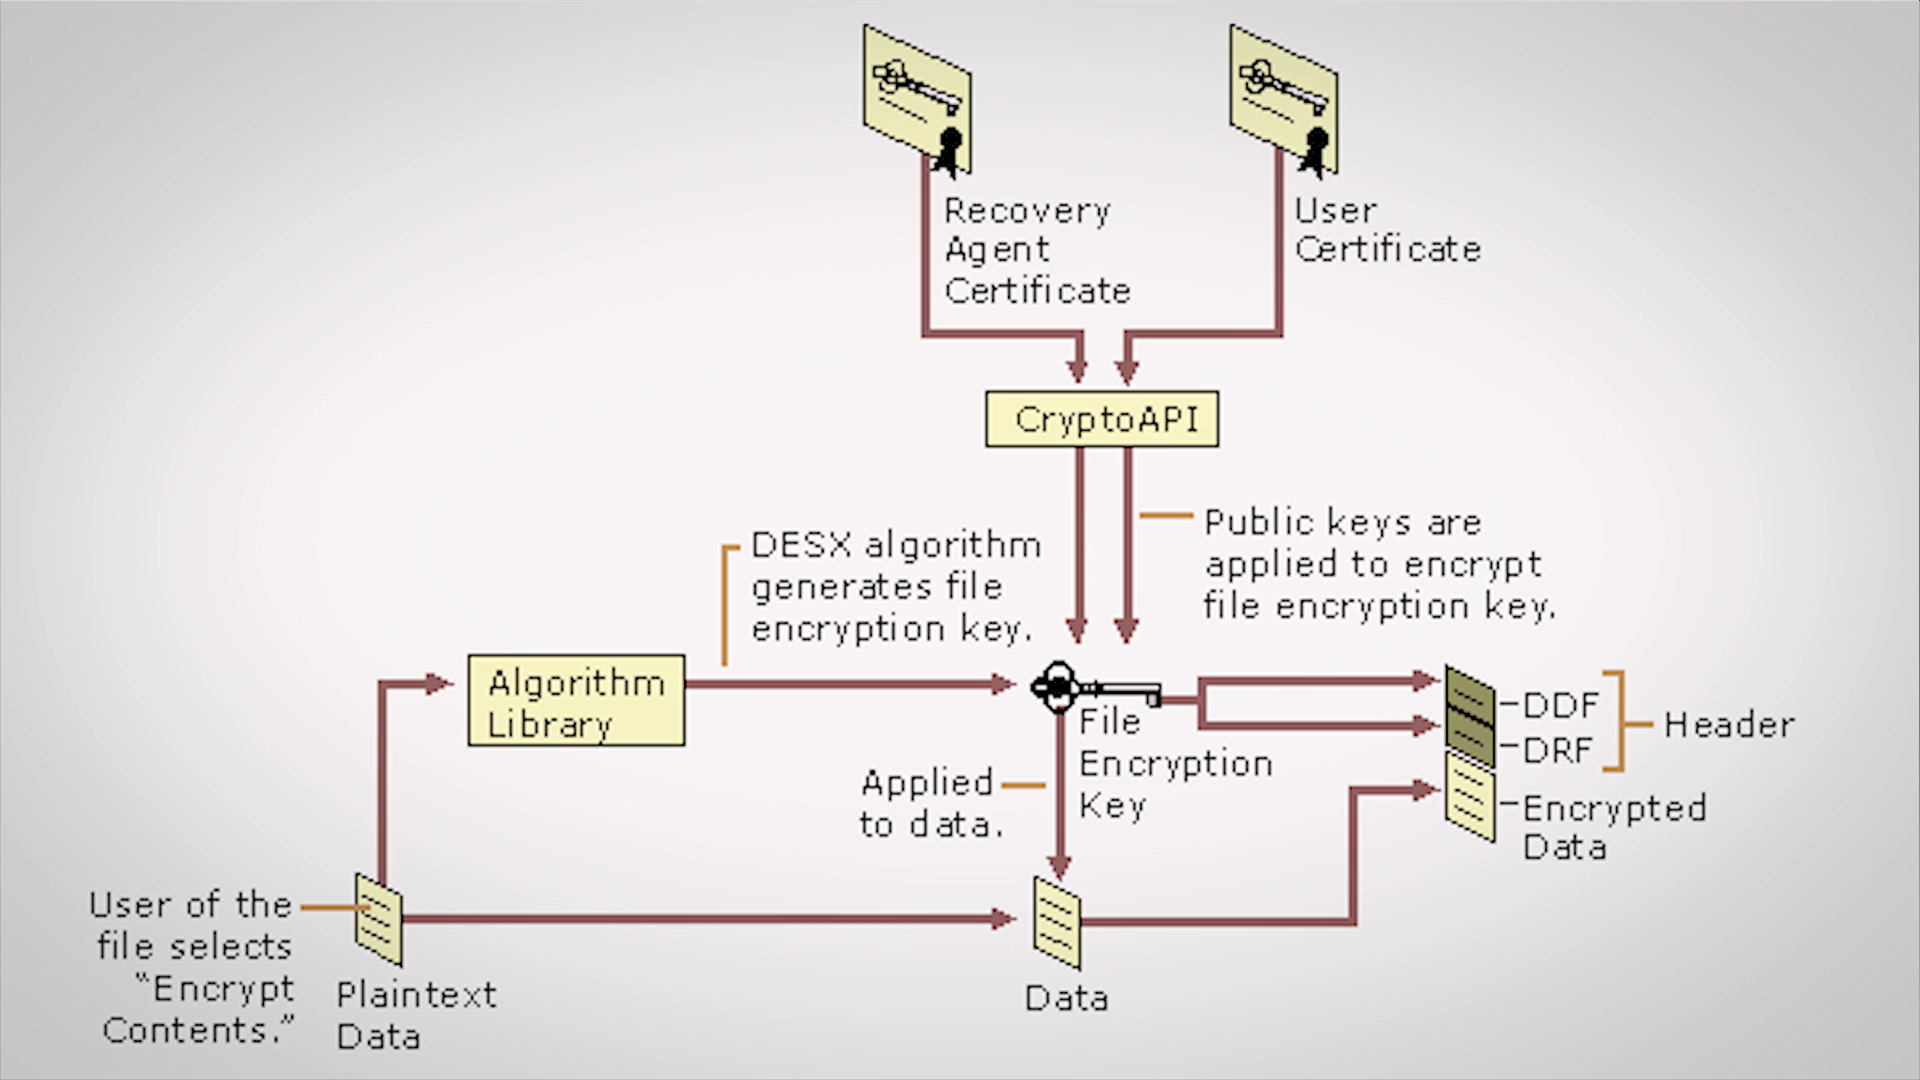 Recovery
Agent
Certificate
User
Certificate
CryptoAPI
DESX algorithm
generates file
encryption key.
Public keys are
applied to encrypt
file encryption key.
Algorithm
Library
File
Encryption
Key
DDF
DRF
Header
Applied
to data.
Encrypted
Data
User of the
file selects
“Encrypt
Contents.”
Plaintext
Data
Data